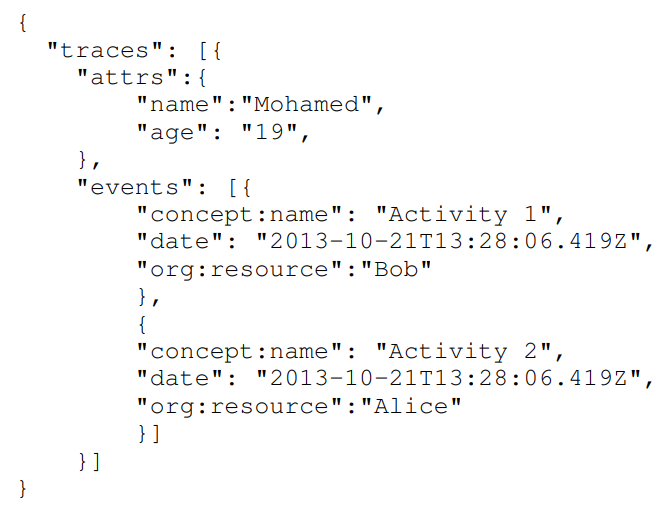 {
  "traces": [{
    "attrs":{
        "name":"Mohamed",
        "age": "19",
    },
    "events": [{
        "concept:name": "Activity 1",
        "date": "2013-10-21T13:28:06.419Z",
        "org:resource":"Bob"
        },
        {
        "concept:name": "Activity 2",
        "date": "2013-10-21T13:28:06.419Z",
        "org:resource":"Alice"
        }]
    }]
}